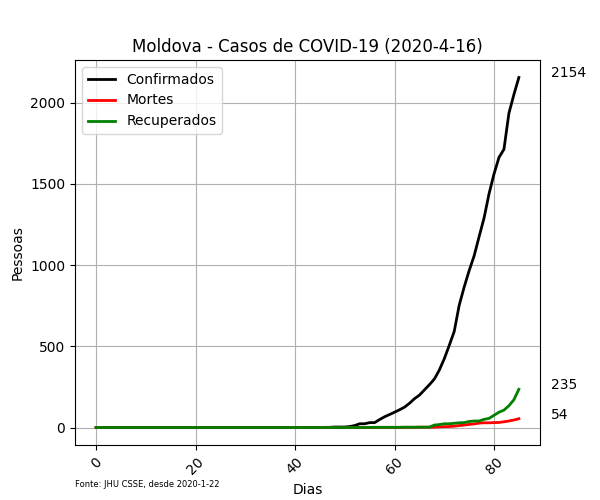 Moldova - Casos de COVID-19 (2020-4-16)
Confirmados
Mortes
Recuperados
2154
235
54
2000
1500
1000
500
0
Pessoas
0
20
40
60
80
Dias
Fonte: JHU CSSE, desde 2020-1-22